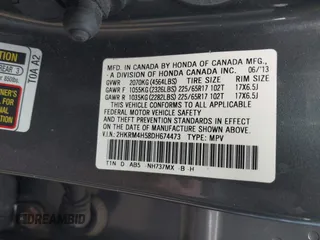 MFD. IN CANADA BY HONDA OF CANADA MFG.,
-A DIVISION OF HONDA CANADA INC. 06/'13
GVWR 2070KG (4564LBS) TIRE SIZE RIM SIZE
GAWR F 1055KG (2326LBS) 225/65R17 102T 17X6.5J
GAWR R 1035KG (2282LBS) 225/65R17 102T 17X6.5J
THIS VEHICLE CONFORMS TO ALL APPLICABLE
FEDERAL MOTOR VEHICLE SAFETY AND
THEFT PREVENTION STANDARDS IN EFFECT ON
THE DATE OF MANUFACTURE SHOWN ABOVE.
V.I.N.: 2HKRM4H58DH674473 TYPE: MPV
TTN D AB5 -NH737MX -B -H
T0A A2
DREAMBID